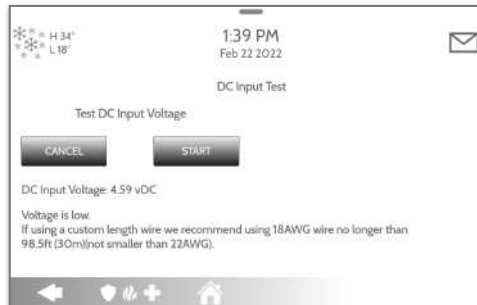 H 34°
L 18°
1:39 PM
Feb 22 2022
DC Input Test
Test DC Input Voltage
CANCEL
START
DC Input Voltage: 4.59 vDC
Voltage is low.
If using a custom length wire we recommend using 18AWG wire no longer than
98.5ft (30m)(not smaller than 22AWG).